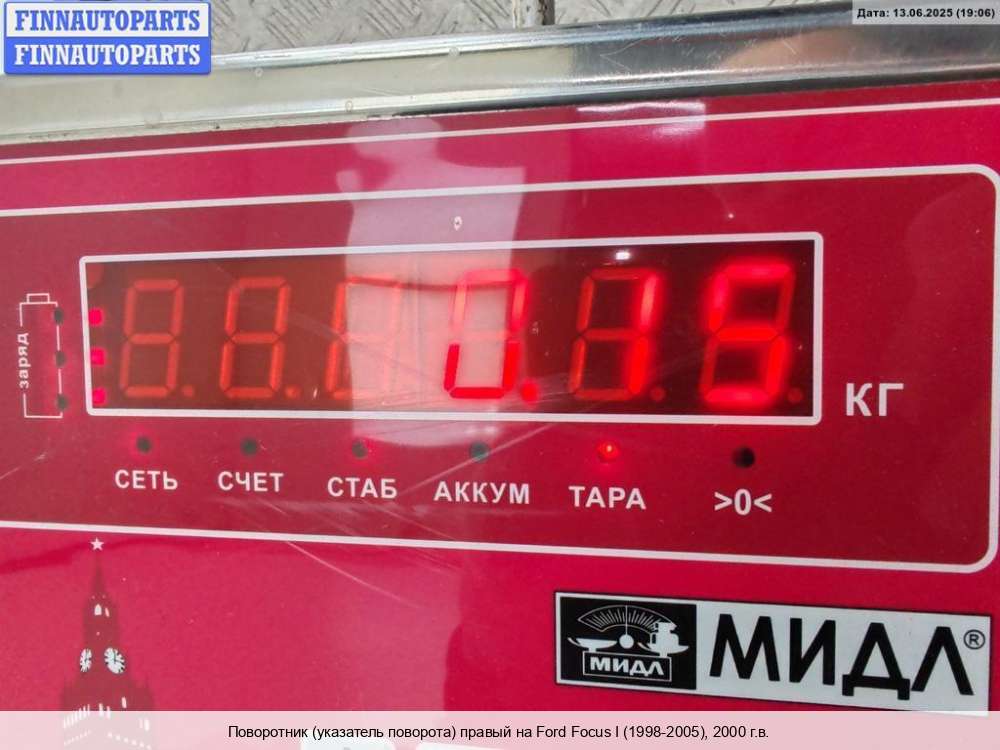 FINNAUTOPARTS
FINNAUTOPARTS
Дата: 13.06.2025 (19:06)
заряд
0.15
КГ
СЕТЬ СЧЕТ СТАБ АККУМ ТАРА >0<
МИДЛ
МИДЛ®
Поворотник (указатель поворота) правый на Ford Focus I (1998-2005), 2000 г.в.